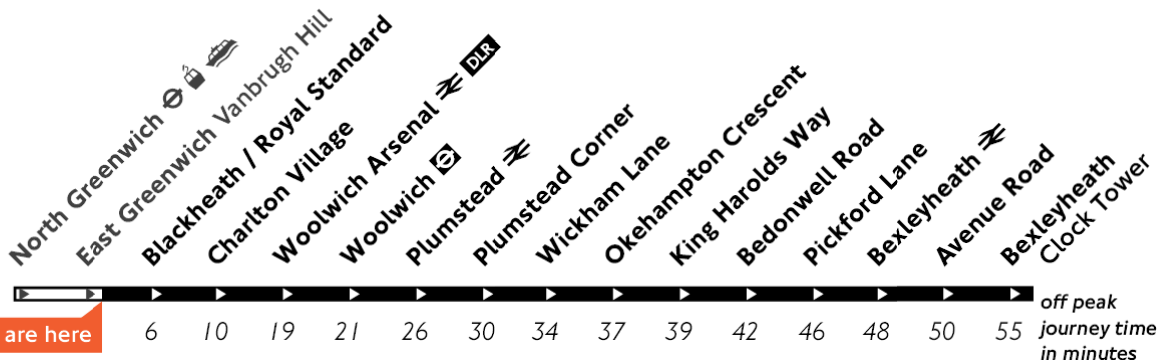 North Greenwich
East Greenwich Vanbrugh Hill
Blackheath / Royal Standard
Charlton Village
Woolwich Arsenal DLR
Woolwich
Plumstead
Plumstead Corner
Wickham Lane
Okehampton Crescent
King Harolds Way
Bedonwell Road
Pickford Lane
Bexleyheath
Avenue Road
Bexleyheath
Clock Tower
are here
6 10 19 21 26 30 34 37 39 42 46 48 50 55
off peak
journey time
in minutes